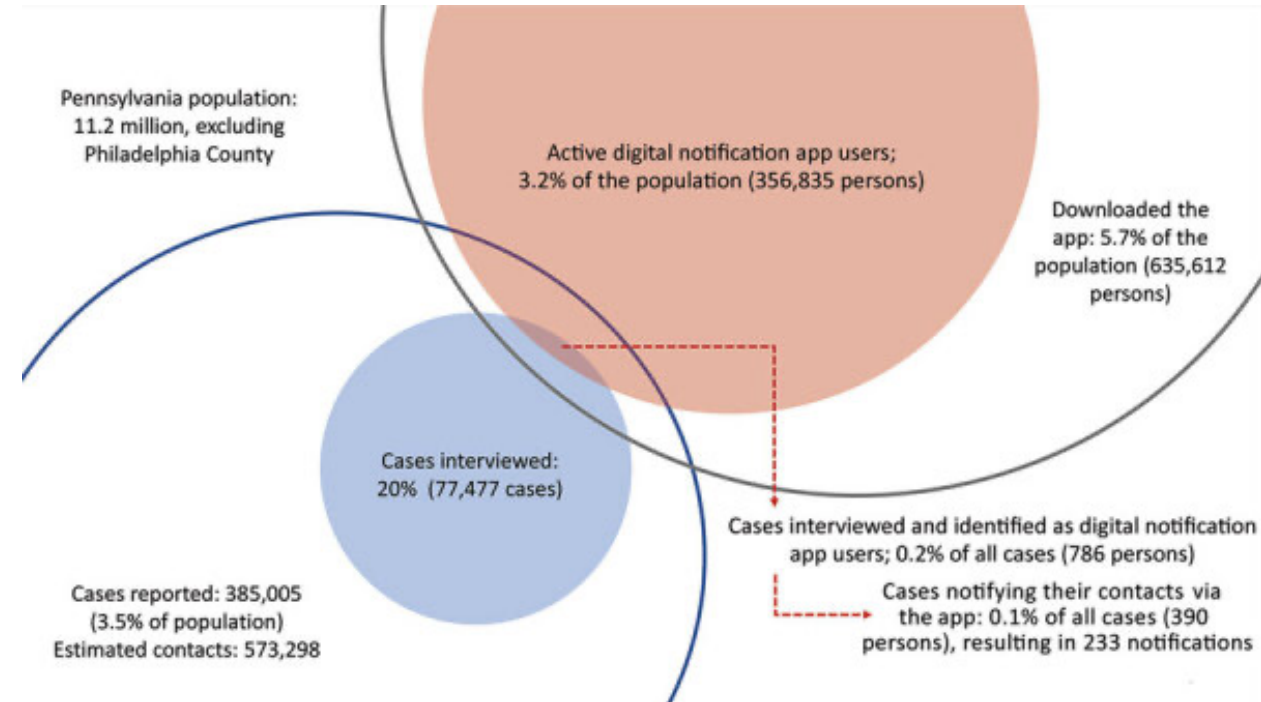 Pennsylvania population:
11.2 million, excluding
Philadelphia County
Active digital notification app users;
3.2% of the population (356,835 persons)
Downloaded the
app: 5.7% of the
population (635,612
persons)
Cases interviewed:
20% (77,477 cases)
Cases interviewed and identified as digital notification
app users; 0.2% of all cases (786 persons)
Cases reported: 385,005
(3.5% of population)
Estimated contacts: 573,298
Cases notifying their contacts via
the app: 0.1% of all cases (390
persons), resulting in 233 notifications